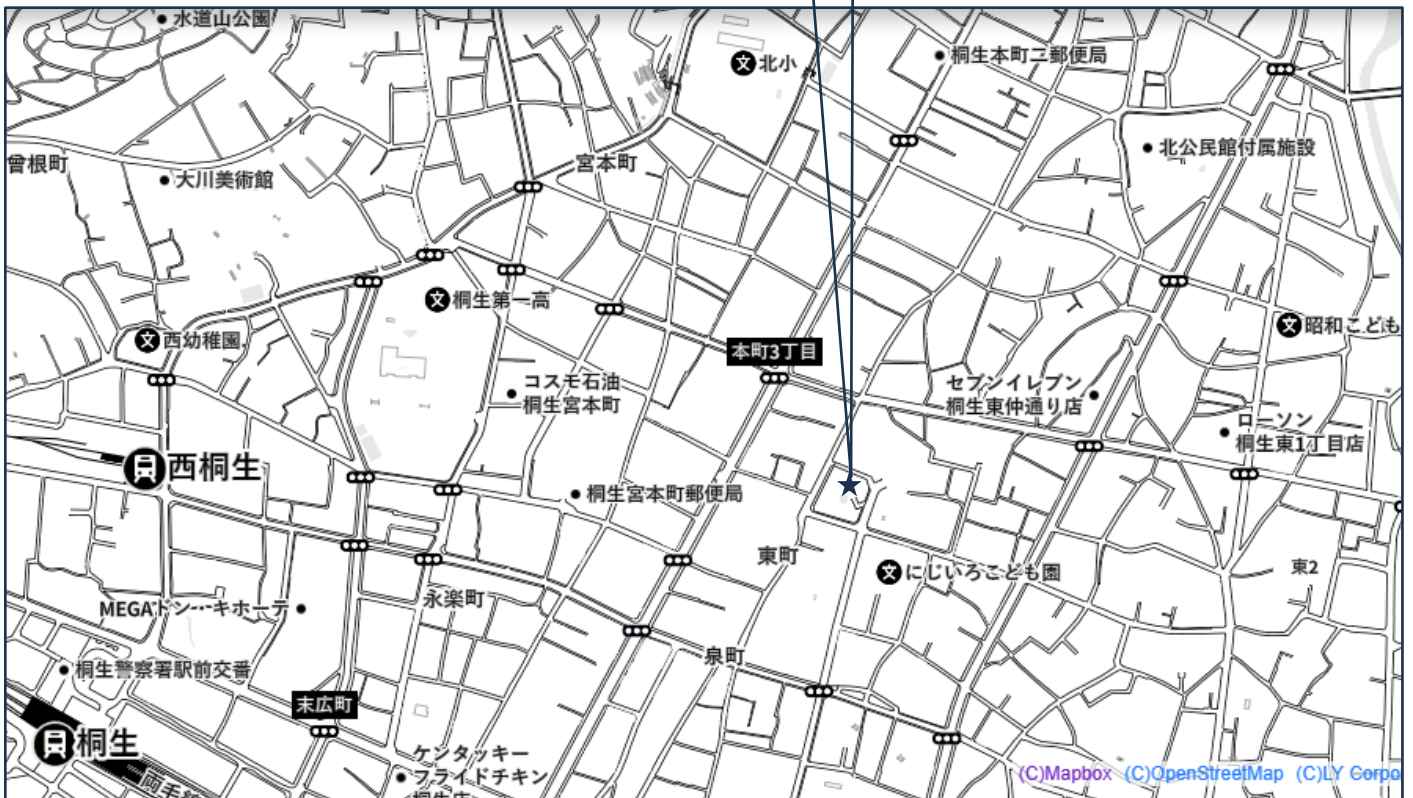 水道山公園
北小
桐生本町二郵便局
曾根町
大川美術館
宮本町
北公民館付属施設
桐生第一高
西幼稚園
昭和こども
本町3丁目
コスモ石油
桐生宮本町
セブンイレブン
桐生東仲通り店
ローソン
桐生東1丁目店
西桐生
桐生宮本町郵便局
東町
にじいろこども園
東2
MEGAドン…キホーテ
永楽町
泉町
桐生警察署駅前交番
末広町
桐生
両毛線
ケンタッキー
フライドチキン
桐生店
(C)Mapbox (C)OpenStreetMap (C)LY Corpo